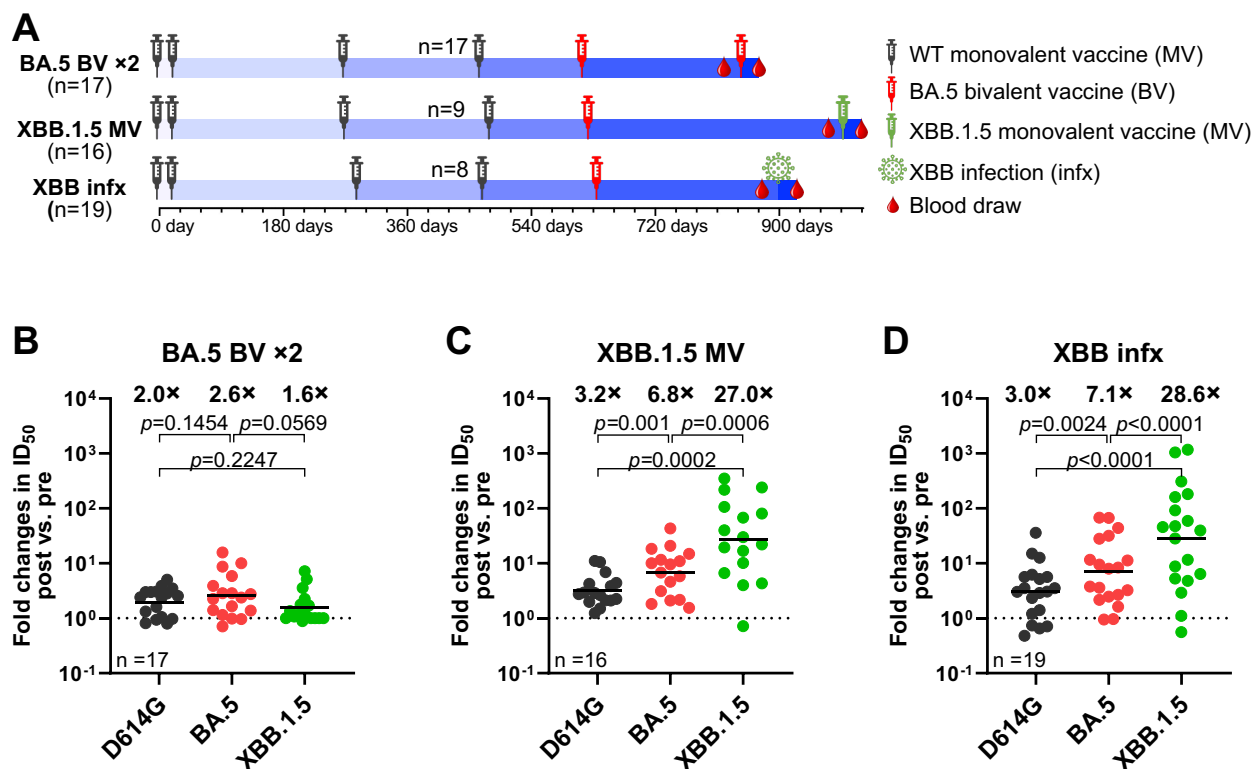 A
BA.5 BV ×2
(n=17)
n=17
XBB.1.5 MV
(n=16)
n=9
XBB infx
(n=19)
n=8
0 day 180 days 360 days 540 days 720 days 900 days
WT monovalent vaccine (MV)
BA.5 bivalent vaccine (BV)
XBB.1.5 monovalent vaccine (MV)
XBB infection (infx)
Blood draw
B
BA.5 BV ×2
2.0× 2.6× 1.6×
p=0.1454 p=0.0569
p=0.2247
Fold changes in ID50
post vs. pre
10^4
10^3
10^2
10^1
10^0
10^-1
n =17
D614G
BA.5
XBB.1.5
C
XBB.1.5 MV
3.2× 6.8× 27.0×
p=0.001 p=0.0006
p=0.0002
Fold changes in ID50
post vs. pre
10^4
10^3
10^2
10^1
10^0
10^-1
n =16
D614G
BA.5
XBB.1.5
D
XBB infx
3.0× 7.1× 28.6×
p=0.0024 p<0.0001
p<0.0001
Fold changes in ID50
post vs. pre
10^4
10^3
10^2
10^1
10^0
10^-1
n =19
D614G
BA.5
XBB.1.5